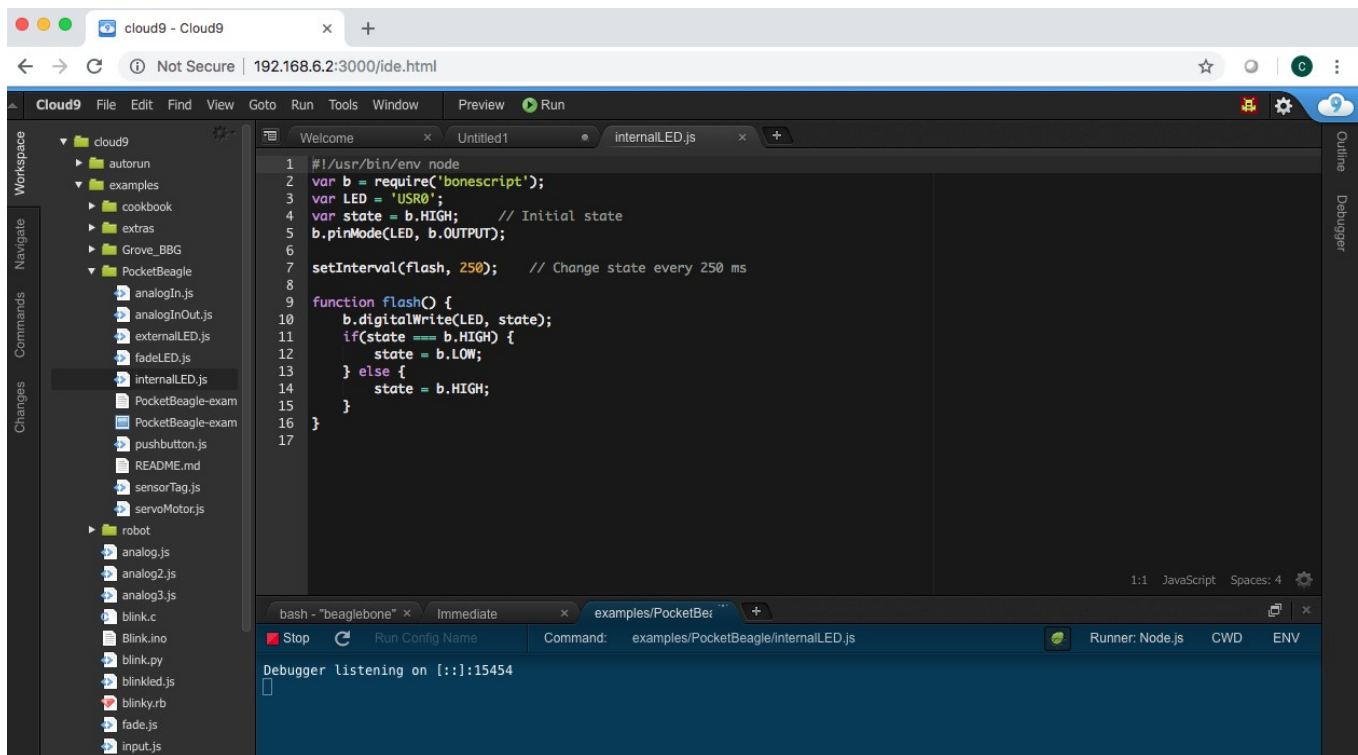 cloud9 - Cloud9
Not Secure | 192.168.6.2:3000/ide.html
C
Cloud9 File Edit Find View Goto Run Tools Window Preview Run
9
Workspace
Navigate
Commands
Changes
cloud9
autorun
examples
cookbook
extras
Grove_BBG
PocketBeagle
analogIn.js
analogInOut.js
externalLED.js
fadeLED.js
internalLED.js
PocketBeagle-exam
PocketBeagle-exam
pushbutton.js
README.md
sensorTag.js
servoMotor.js
robot
analog.js
analog2.js
analog3.js
blink.c
Blink.ino
blink.py
blinkled.js
blinky.rb
fade.js
input.js
Welcome Untitled1 internalLED.js
1 #!/usr/bin/env node
2 var b = require('bonescript');
3 var LED = 'USR0';
4 var state = b.HIGH; // Initial state
5 b.pinMode(LED, b.OUTPUT);
6
7 setInterval(flash, 250); // Change state every 250 ms
8
9 function flash() {
10 b.digitalWrite(LED, state);
11 if(state === b.HIGH) {
12 state = b.LOW;
13 } else {
14 state = b.HIGH;
15 }
16 }
17
1:1 JavaScript Spaces: 4
Outline
Debugger
bash - "beaglebone" Immediate examples/PocketBea
Stop Run Config Name Command: examples/PocketBeagle/internalLED.js Runner: Node.js CWD ENV
Debugger listening on [::]:15454